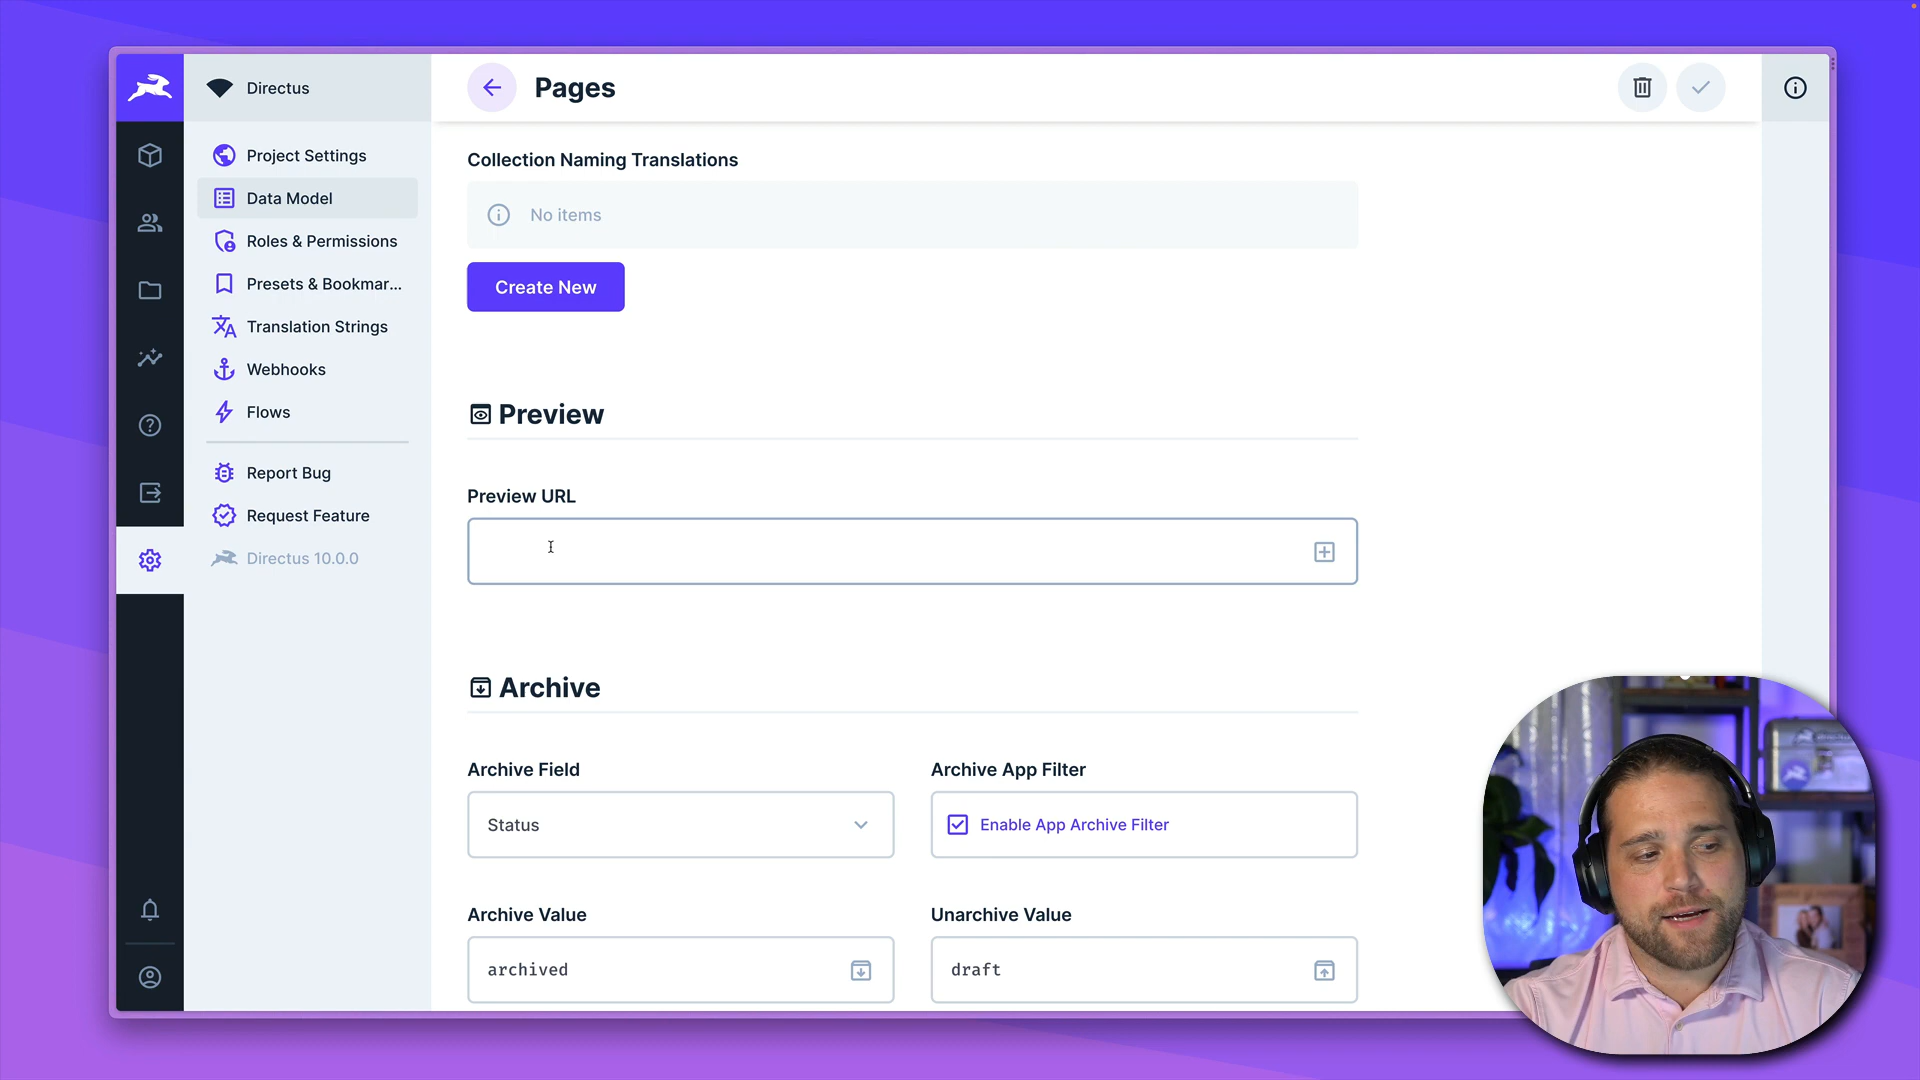 Directus
Pages
Project Settings
Data Model
Roles & Permissions
Presets & Bookmar...
Translation Strings
Webhooks
Flows
Report Bug
Request Feature
Directus 10.0.0
Collection Naming Translations
No items
Create New
Preview
Preview URL
Archive
Archive Field
Archive App Filter
Status
Enable App Archive Filter
Archive Value
Unarchive Value
archived
draft